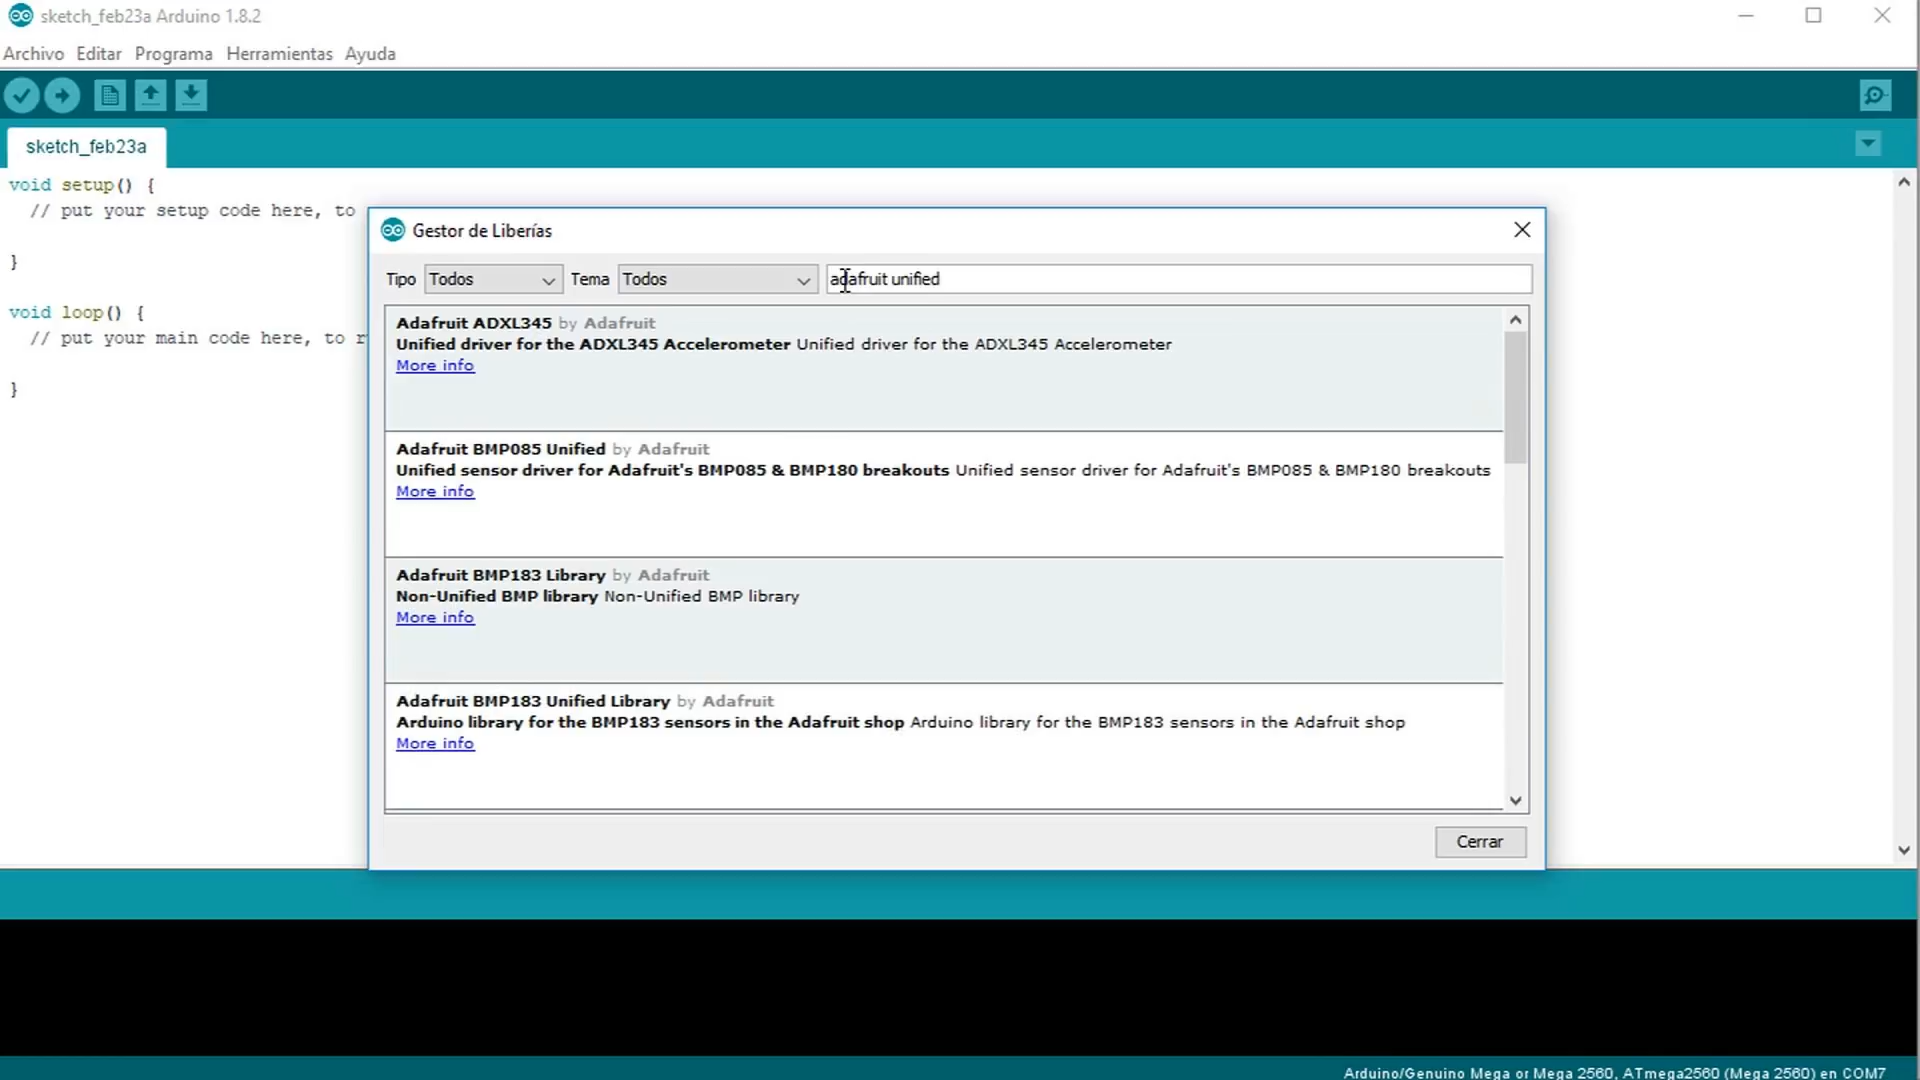 sketch_feb23a Arduino 1.8.2
Archivo Editar Programa Herramientas Ayuda
sketch_feb23a
void setup() {
// put your setup code here, to
}
void loop() {
// put your main code here, to r
}
Gestor de Liberías
Tipo Todos Tema Todos adafruit unified
Adafruit ADXL345 by Adafruit
Unified driver for the ADXL345 Accelerometer Unified driver for the ADXL345 Accelerometer
More info
Adafruit BMP085 Unified by Adafruit
Unified sensor driver for Adafruit's BMP085 & BMP180 breakouts Unified sensor driver for Adafruit's BMP085 & BMP180 breakouts
More info
Adafruit BMP183 Library by Adafruit
Non-Unified BMP library Non-Unified BMP library
More info
Adafruit BMP183 Unified Library by Adafruit
Arduino library for the BMP183 sensors in the Adafruit shop Arduino library for the BMP183 sensors in the Adafruit shop
More info
Cerrar
Arduino/Genuino Mega or Mega 2560, ATmega2560 (Mega 2560) en COM7